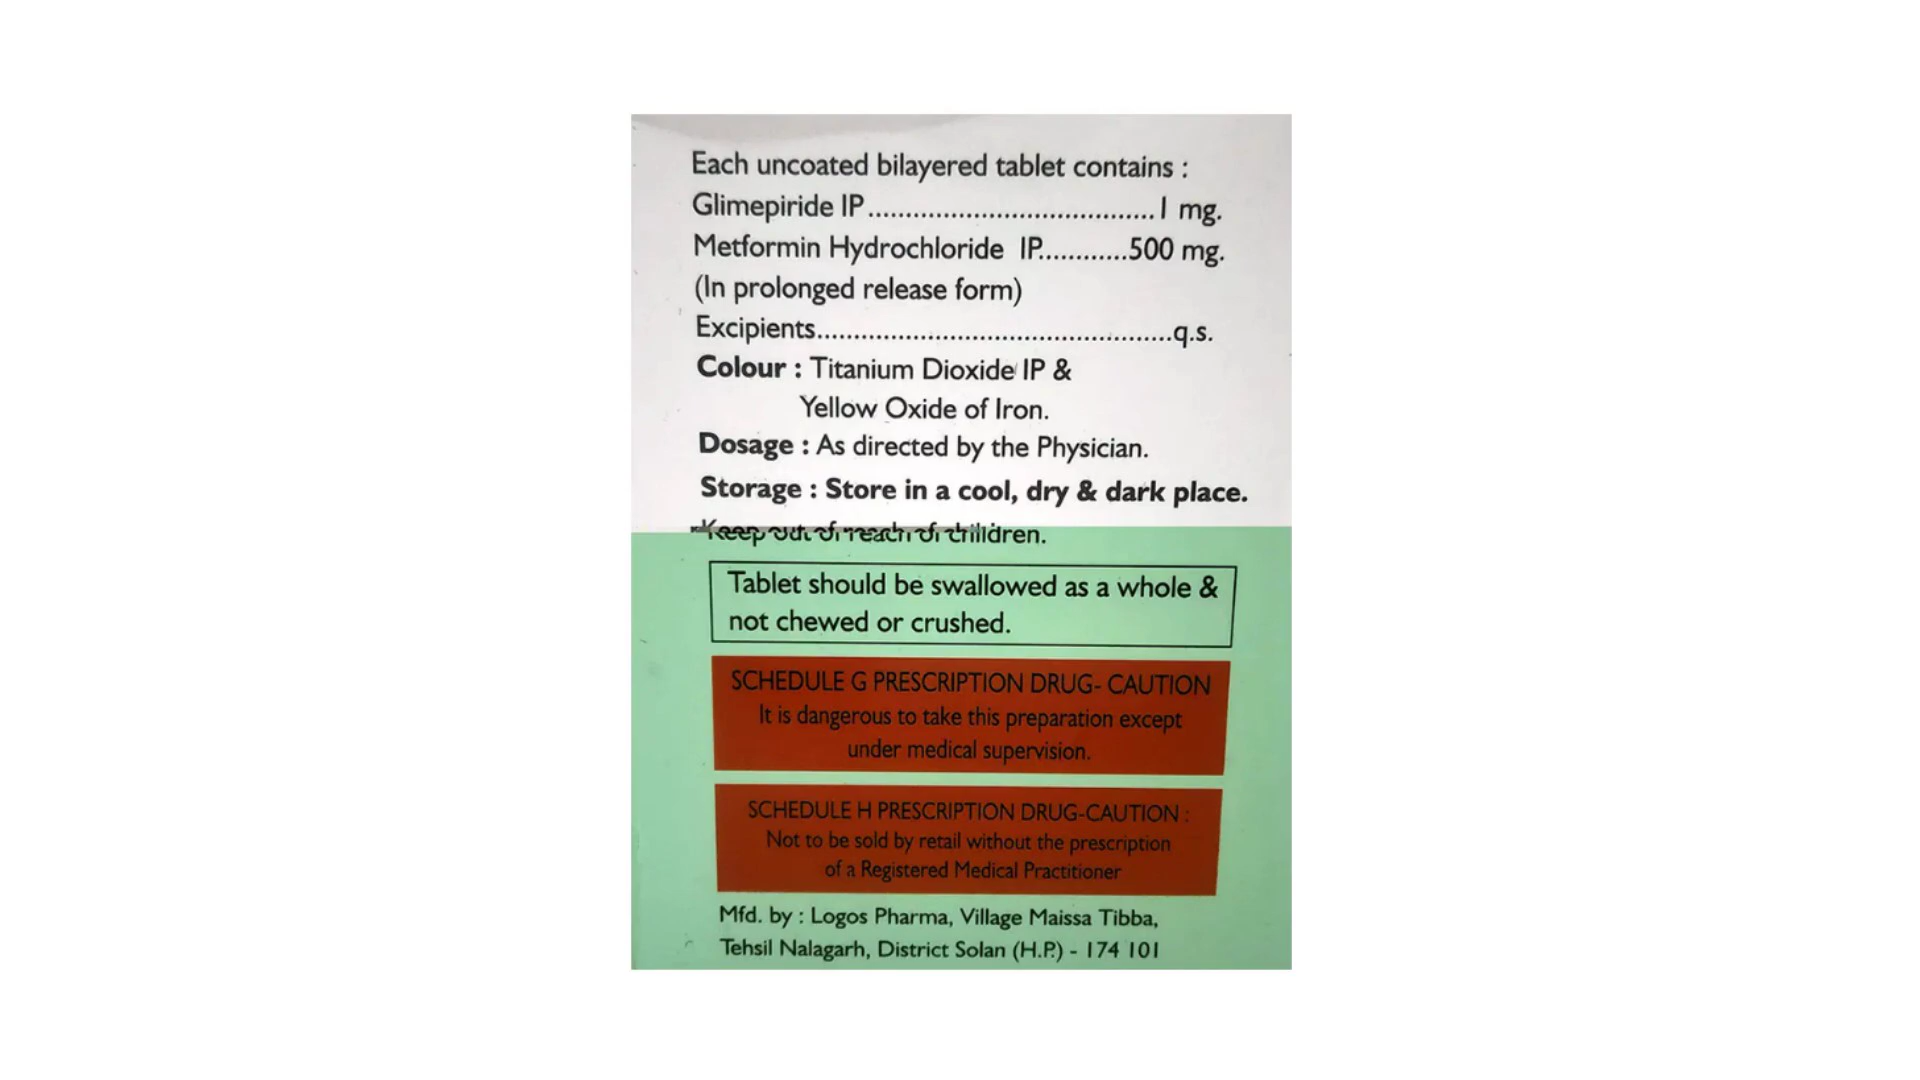 Each uncoated bilayered tablet contains :
Glimepiride IP.......................................1 mg.
Metformin Hydrochloride IP............500 mg.
(In prolonged release form)
Excipients................................................q.s.
Colour : Titanium Dioxide IP &
Yellow Oxide of Iron.
Dosage : As directed by the Physician.
Storage : Store in a cool, dry & dark place.
Keep out of reach of children.
Tablet should be swallowed as a whole &
not chewed or crushed.
SCHEDULE G PRESCRIPTION DRUG- CAUTION
It is dangerous to take this preparation except
under medical supervision.
SCHEDULE H PRESCRIPTION DRUG-CAUTION :
Not to be sold by retail without the prescription
of a Registered Medical Practitioner
Mfd. by : Logos Pharma, Village Maissa Tibba,
Tehsil Nalagarh, District Solan (H.P.) - 174 101